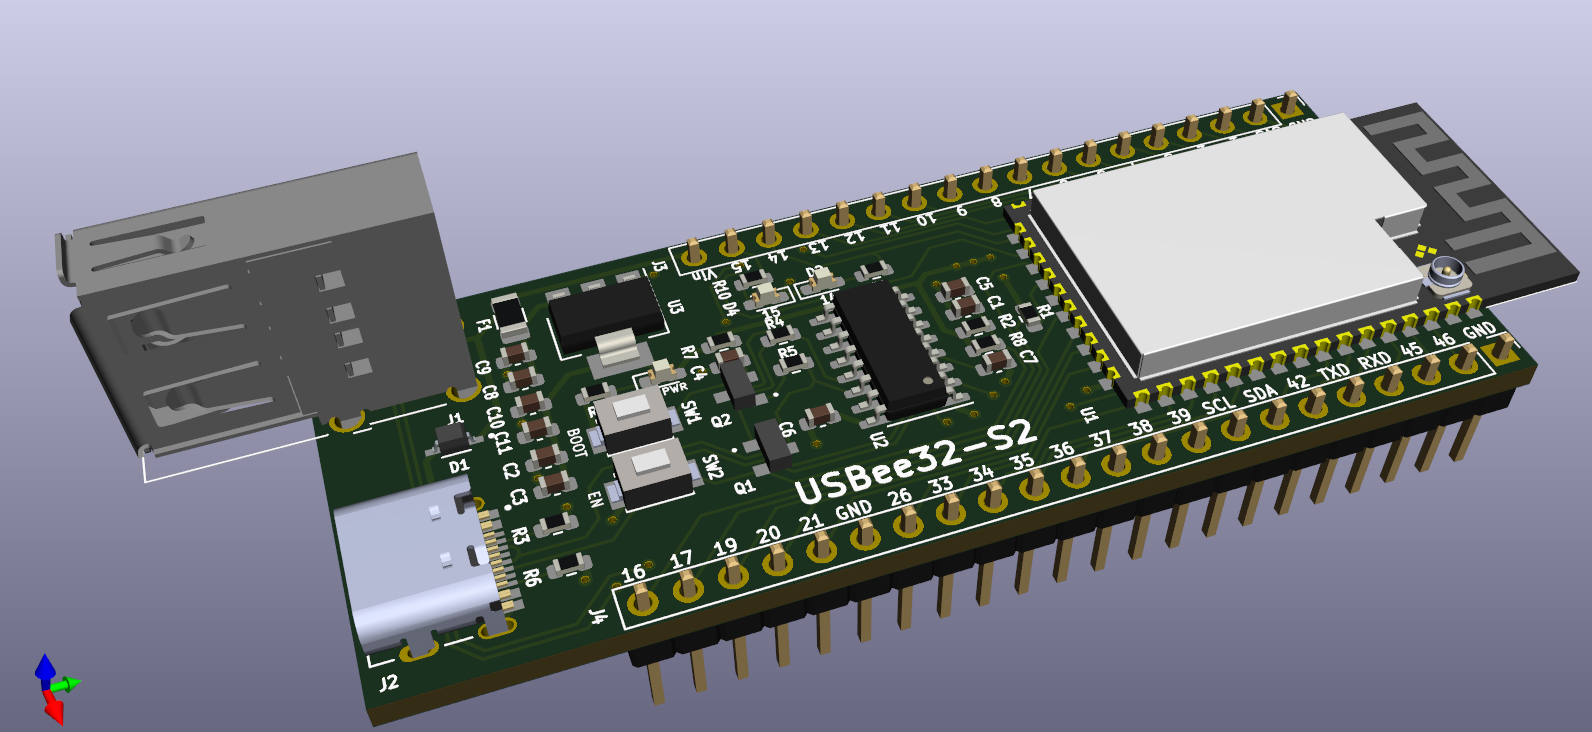 J3
Vin
15
14
13
12
11
10
9
8
F1
U3
R10
D4
R4
R5
R7
C4
C5
C1
R2
R8
C7
R1
C9
C8
C10
C11
C2
C3
J1
D1
PWR
SW1
SW2
BOOT
EN
Q2
Q1
C6
U2
U1
R3
R6
USBee32-S2
16
17
19
20
21
GND
26
33
34
35
36
37
38
39
SCL
SDA
42
TXD
RXD
45
46
GND
J4
J2